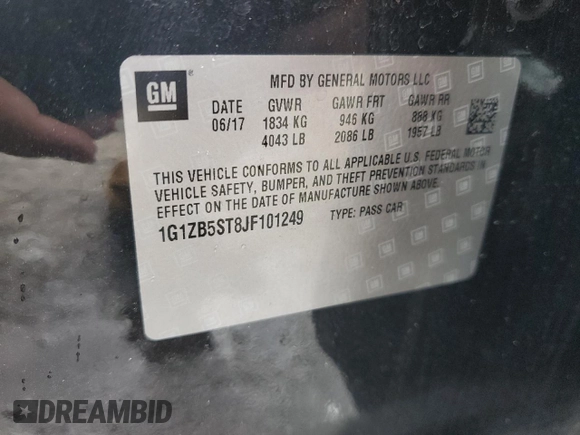 GM ®
MFD BY GENERAL MOTORS LLC
DATE GVWR GAWR FRT GAWR RR
06/17 1834 KG 946 KG 888 KG
4043 LB 2086 LB 1957 LB
THIS VEHICLE CONFORMS TO ALL APPLICABLE U.S. FEDERAL MOTOR
VEHICLE SAFETY, BUMPER, AND THEFT PREVENTION STANDARDS IN
EFFECT ON THE DATE OF MANUFACTURE SHOWN ABOVE.
1G1ZB5ST8JF101249 TYPE: PASS CAR
DREAMBID